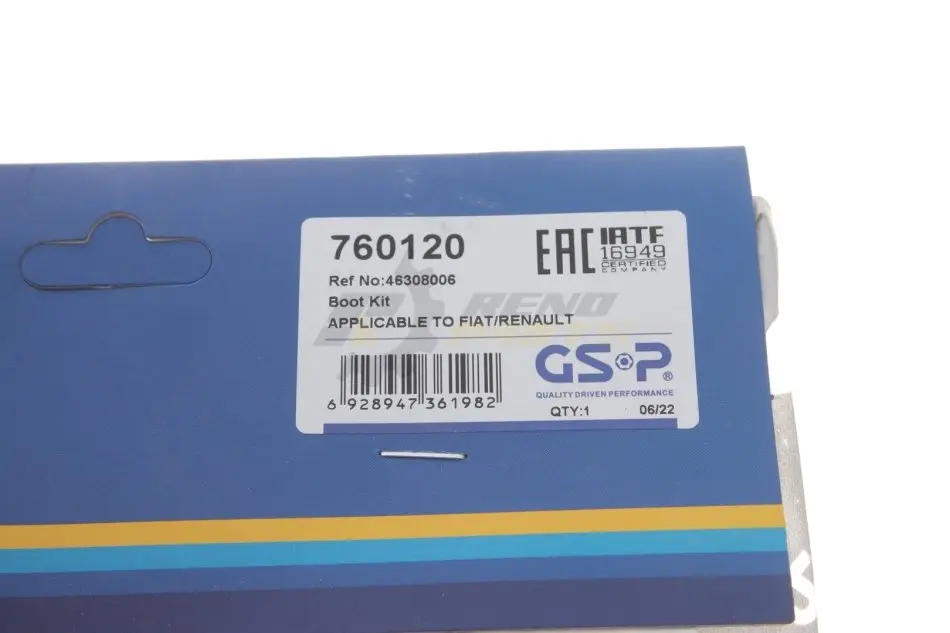 760120
Ref No:46308006
Boot Kit
APPLICABLE TO FIAT/RENAULT
EAC
IATF
16949
CERTIFIED
COMPANY
RENO
GSP®
QUALITY DRIVEN PERFORMANCE
6 928947 361982
QTY:1 06/22